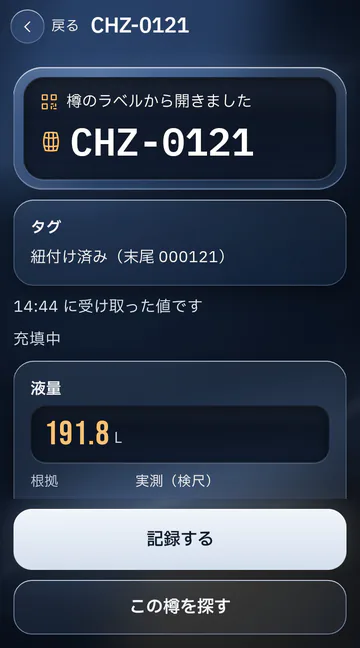 戻る CHZ-0121
樽のラベルから開きました
CHZ-0121
タグ
紐付け済み（末尾 000121）
14:44 に受け取った値です
充填中
液量
191.8 L
根拠 実測（検尺）
記録する
この樽を探す